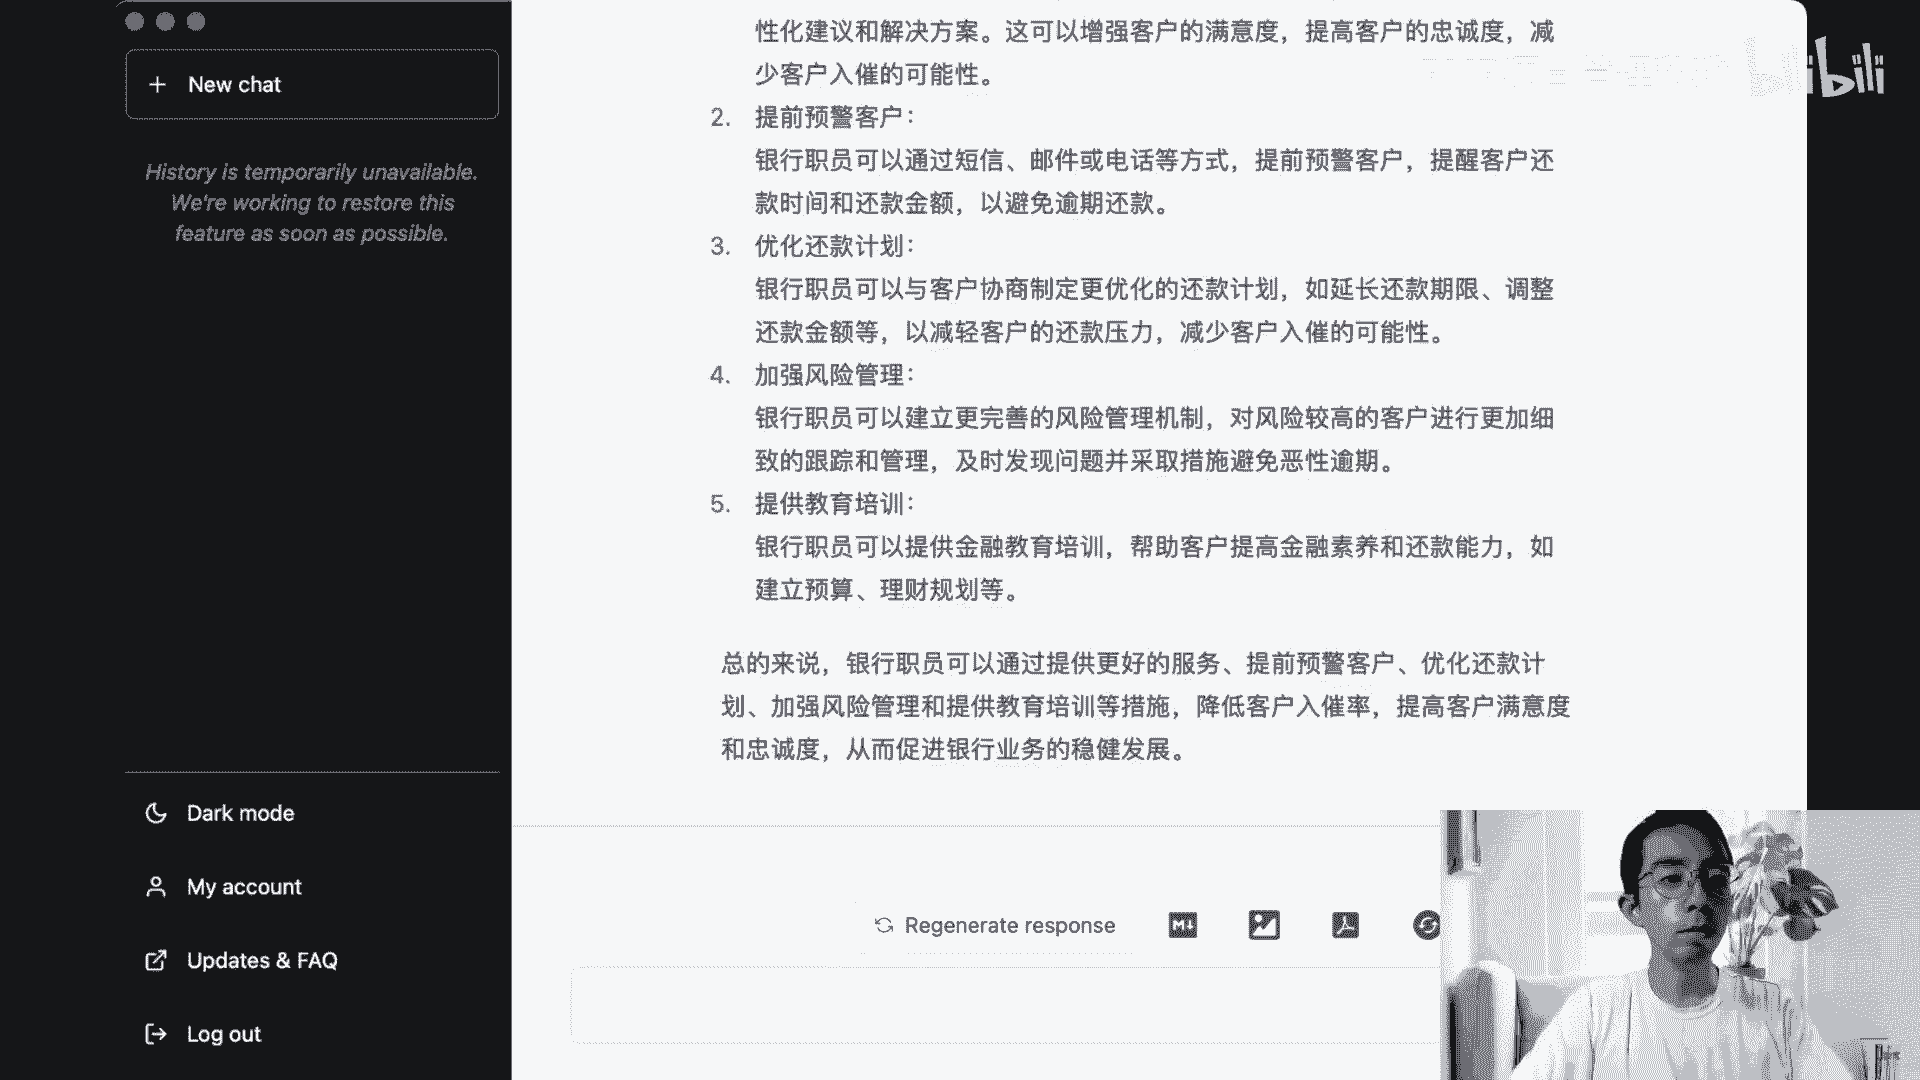 New chat
History is temporarily unavailable.
We're working to restore this
feature as soon as possible.
Dark mode
My account
Updates & FAQ
Log out
性化建议和解决方案。这可以增强客户的满意度，提高客户的忠诚度，减
少客户入催的可能性。
2. 提前预警客户：
银行职员可以通过短信、邮件或电话等方式，提前预警客户，提醒客户还
款时间和还款金额，以避免逾期还款。
3. 优化还款计划：
银行职员可以与客户协商制定更优化的还款计划，如延长还款期限、调整
还款金额等，以减轻客户的还款压力，减少客户入催的可能性。
4. 加强风险管理：
银行职员可以建立更完善的风险管理机制，对风险较高的客户进行更加细
致的跟踪和管理，及时发现问题并采取措施避免恶性逾期。
5. 提供教育培训：
银行职员可以提供金融教育培训，帮助客户提高金融素养和还款能力，如
建立预算、理财规划等。
总的来说，银行职员可以通过提供更好的服务、提前预警客户、优化还款计
划、加强风险管理和提供教育培训等措施，降低客户入催率，提高客户满意度
和忠诚度，从而促进银行业务的稳健发展。
Regenerate response
M↓
bilibili